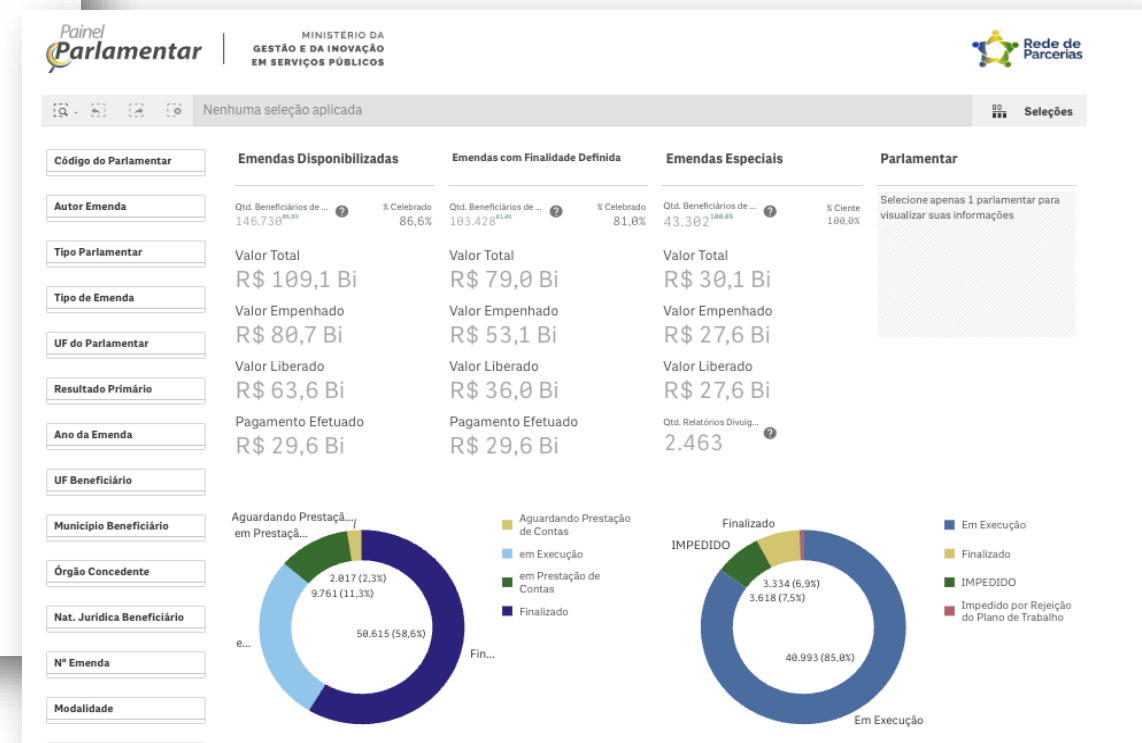 Painel
Parlamentar
MINISTÉRIO DA
GESTÃO E DA INOVAÇÃO
EM SERVIÇOS PÚBLICOS
Rede de
Parcerias
Nenhuma seleção aplicada
Seleções
Código do Parlamentar
Autor Emenda
Tipo Parlamentar
Tipo de Emenda
UF do Parlamentar
Resultado Primário
Ano da Emenda
UF Beneficiário
Município Beneficiário
Órgão Concedente
Nat. Jurídica Beneficiário
Nº Emenda
Modalidade
Emendas Disponibilizadas
Qtd. Beneficiários de ...
% Celebrado
146.730 86,6%
86,6%
Valor Total
R$ 109,1 Bi
Valor Empenhado
R$ 80,7 Bi
Valor Liberado
R$ 63,6 Bi
Pagamento Efetuado
R$ 29,6 Bi
Emendas com Finalidade Definida
Qtd. Beneficiários de ...
% Celebrado
103.428 81,0%
81,0%
Valor Total
R$ 79,0 Bi
Valor Empenhado
R$ 53,1 Bi
Valor Liberado
R$ 36,0 Bi
Pagamento Efetuado
R$ 29,6 Bi
Emendas Especiais
Qtd. Beneficiários de ...
% Ciente
43.302 100,0%
100,0%
Valor Total
R$ 30,1 Bi
Valor Empenhado
R$ 27,6 Bi
Valor Liberado
R$ 27,6 Bi
Qtd. Relatórios Divulg...
2.463
Parlamentar
Selecione apenas 1 parlamentar para
visualizar suas informações
Aguardando Prestaçã...
em Prestaçã...
2.017 (2,3%)
9.761 (11,3%)
50.615 (58,6%)
e...
Fin...
Aguardando Prestação
de Contas
em Execução
em Prestação de
Contas
Finalizado
Finalizado
IMPEDIDO
3.334 (6,9%)
3.618 (7,5%)
40.993 (85,0%)
Em Execução
Em Execução
Finalizado
IMPEDIDO
Impedido por Rejeição
do Plano de Trabalho